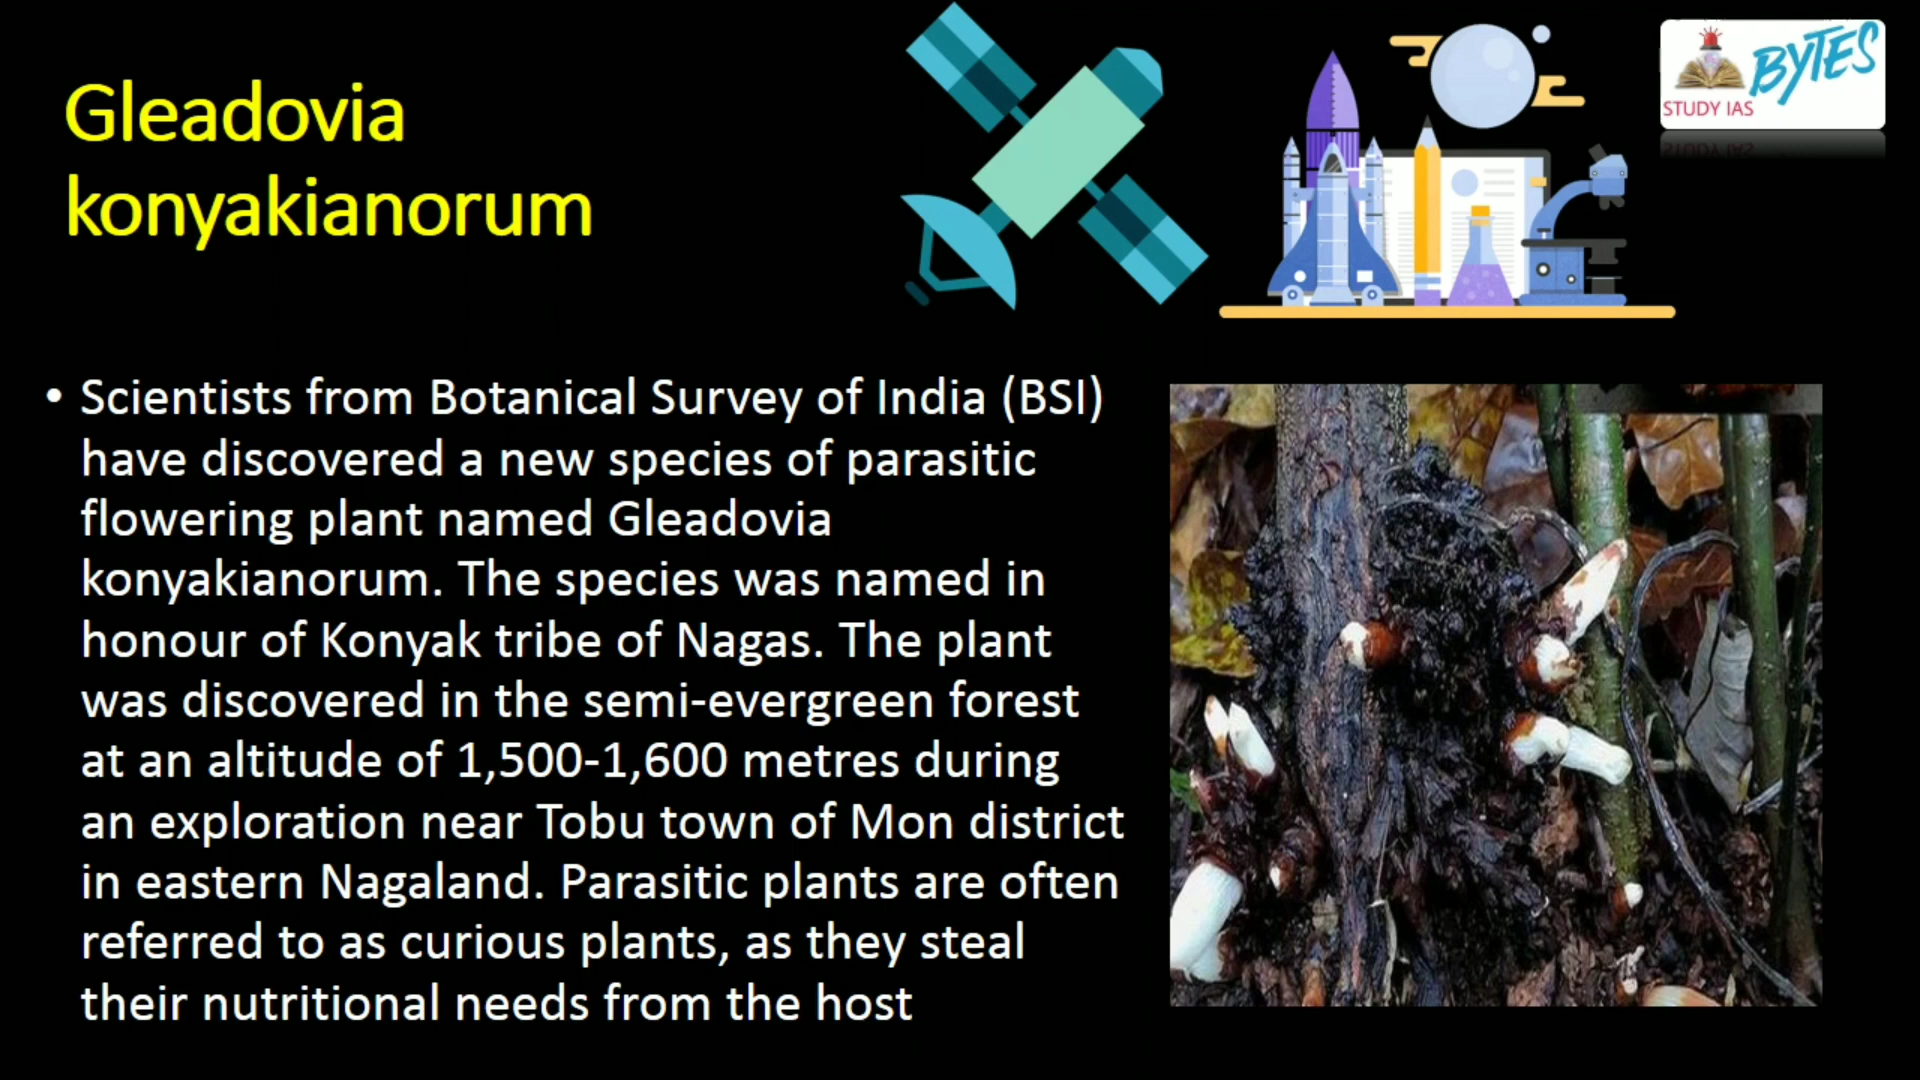 Gleadovia
konyakianorum
BYTES
STUDY IAS
• Scientists from Botanical Survey of India (BSI)
have discovered a new species of parasitic
flowering plant named Gleadovia
konyakianorum. The species was named in
honour of Konyak tribe of Nagas. The plant
was discovered in the semi-evergreen forest
at an altitude of 1,500-1,600 metres during
an exploration near Tobu town of Mon district
in eastern Nagaland. Parasitic plants are often
referred to as curious plants, as they steal
their nutritional needs from the host